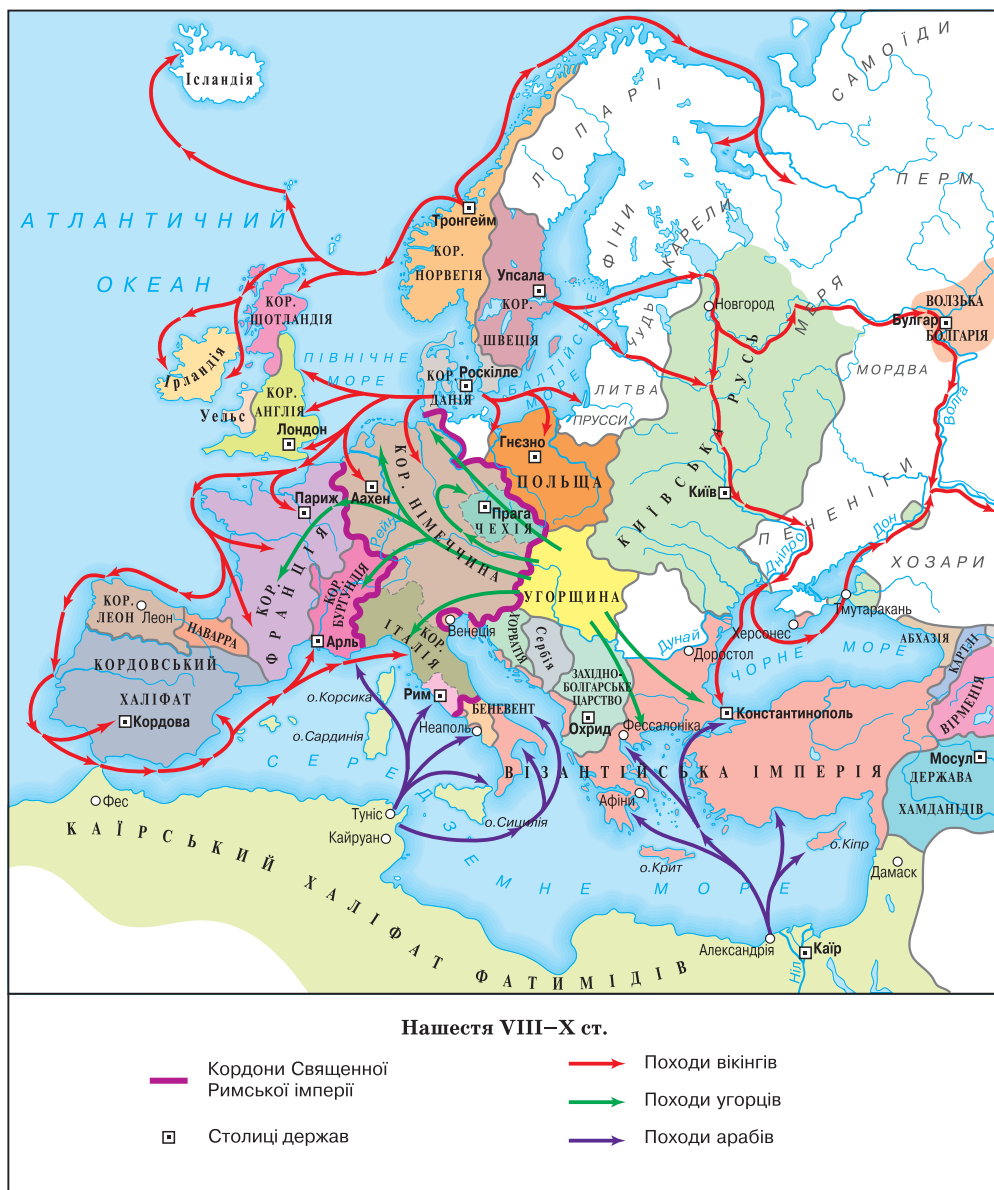 Ісландія
САМОЇДИ
ЛОПАРІ
ПЕРМ
АТЛАНТИЧНИЙ
ОКЕАН
Тронгейм
КОР.
НОРВЕГІЯ
ФІНИ
КАРЕЛИ
Упсала
КОР.
ШВЕЦІЯ
Новгород
МЕРЯ
ВОЛЗЬКА
БОЛГАРІЯ
Булгар
КОР.
ШОТЛАНДІЯ
ЧУДЬ
Ірландія
ПІВНІЧНЕ
МОРЕ
КОР.
ДАНІЯ
Роскілле
БАЛТІЙСЬКЕ
МОРЕ
ЛИТВА
ПРУССИ
МОРДВА
Волга
КОР.
АНГЛІЯ
Уельс
Лондон
Гнєзно
ПОЛЬЩА
КИЇВСЬКА РУСЬ
Київ
Париж
Аахен
КОР. НІМЕЧЧИНА
Прага
ЧЕХІЯ
Рейн
ПЕЧЕНІГИ
Дніпро
Дон
ХОЗАРИ
КОР. ФРАНЦІЯ
КОР.
БУРГУНДІЯ
УГОРЩИНА
Тмутаракань
КОР.
ЛЕОН
Леон
НАВАРРА
Арль
КОР.
ІТАЛІЯ
Венеція
ХОРВАТІЯ
Сербія
Дунай
Доростол
Херсонес
ЧОРНЕ МОРЕ
АБХАЗІЯ
КАРТЛІ
ВІРМЕНІЯ
КОРДОВСЬКИЙ
ХАЛІФАТ
Кордова
о.Корсика
Рим
БЕНЕВЕНТ
Неаполь
ЗАХІДНО-
БОЛГАРСЬКЕ
ЦАРСТВО
Охрид
Фессалоніка
Константинополь
о.Сардинія
ВІЗАНТІЙСЬКА ІМПЕРІЯ
Мосул
ДЕРЖАВА
ХАМДАНІДІВ
СЕРЕДЗЕМНЕ МОРЕ
Фес
Туніс
Кайруан
о.Сицилія
Афіни
о.Крит
о.Кіпр
Дамаск
КАЇРСЬКИЙ ХАЛІФАТ ФАТИМІДІВ
Александрія
Каїр
Ніл
Нашестя VIII–X ст.
Кордони Священної
Римської імперії
Столиці держав
Походи вікінгів
Походи угорців
Походи арабів